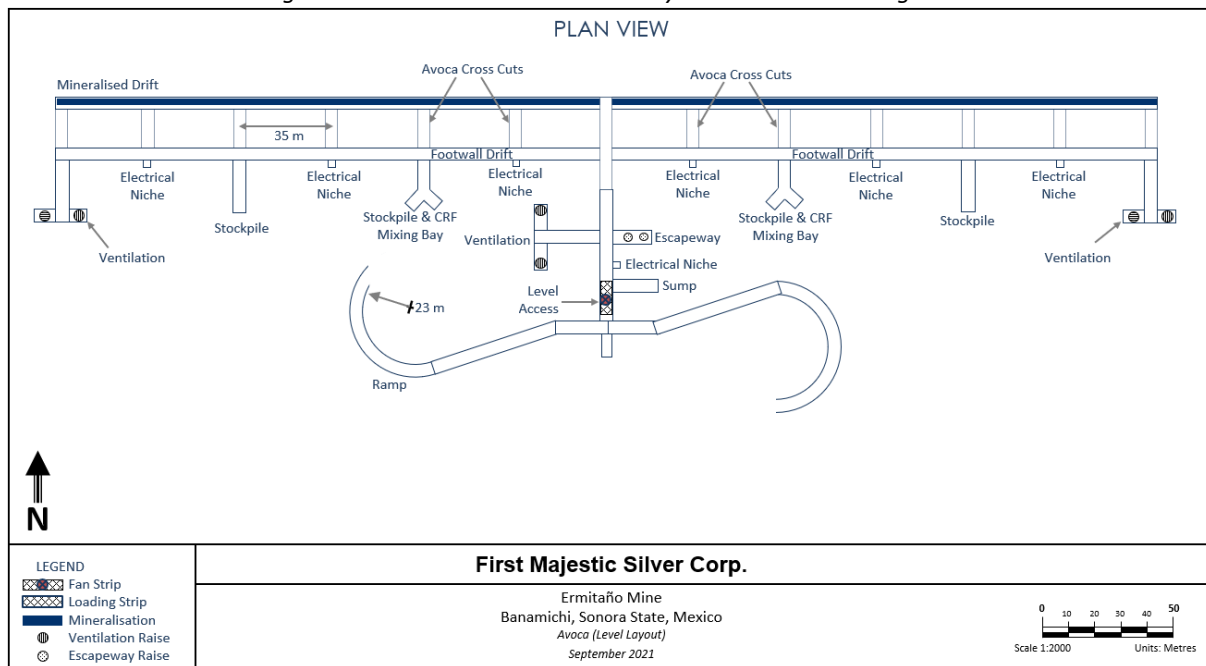 PLAN VIEW
Avoca Cross Cuts
Avoca Cross Cuts
Mineralised Drift
35 m
Footwall Drift
Footwall Drift
Electrical
Niche
Electrical
Niche
Electrical
Niche
Electrical
Niche
Electrical
Niche
Electrical
Niche
Stockpile & CRF
Mixing Bay
Stockpile & CRF
Mixing Bay
Stockpile
Stockpile
Ventilation
Ventilation
Escapeway
Ventilation
Electrical Niche
Level
Access
Sump
23 m
Ramp
N
LEGEND
Fan Strip
Loading Strip
Mineralisation
Ventilation Raise
Escapeway Raise
First Majestic Silver Corp.
Ermitaño Mine
Banamichi, Sonora State, Mexico
Avoca (Level Layout)
September 2021
0 10 20 30 40 50
Scale 1:2000 Units: Metres